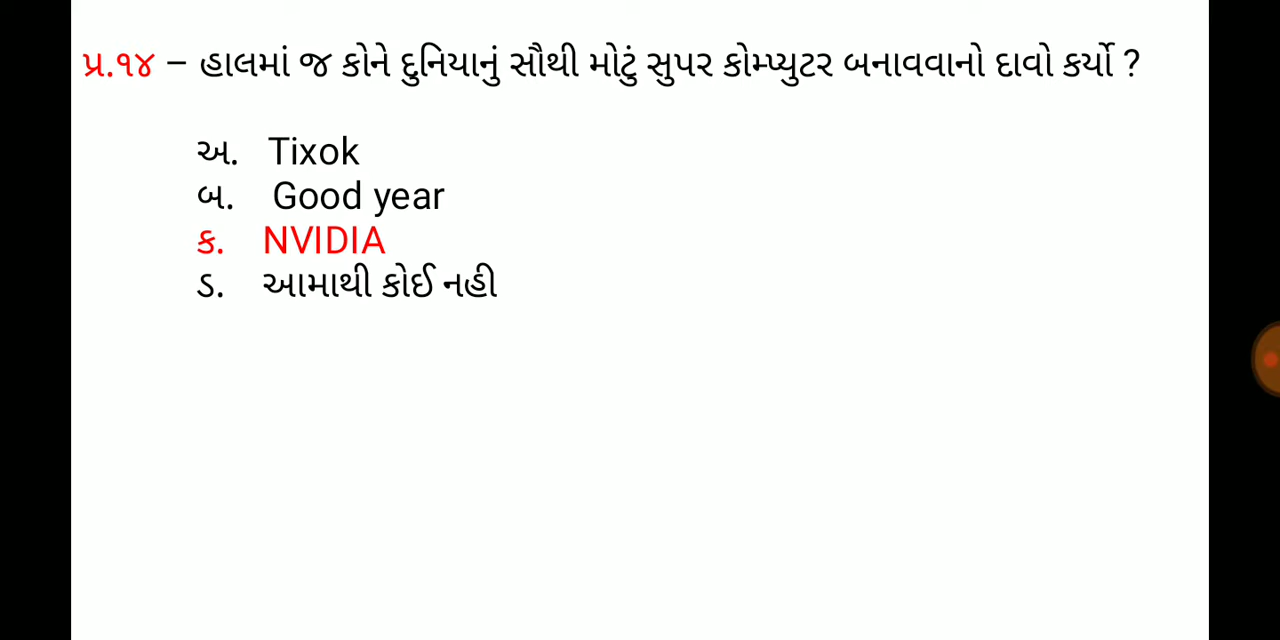 પ્ર.૧૪ – હાલમાં જ કોને દુનિયાનું સૌથી મોટું સુપર કોમ્પ્યુટર બનાવવાનો દાવો કર્યો ?
અ. Tixok
બ. Good year
ક. NVIDIA
ડ. આમાથી કોઈ નહી